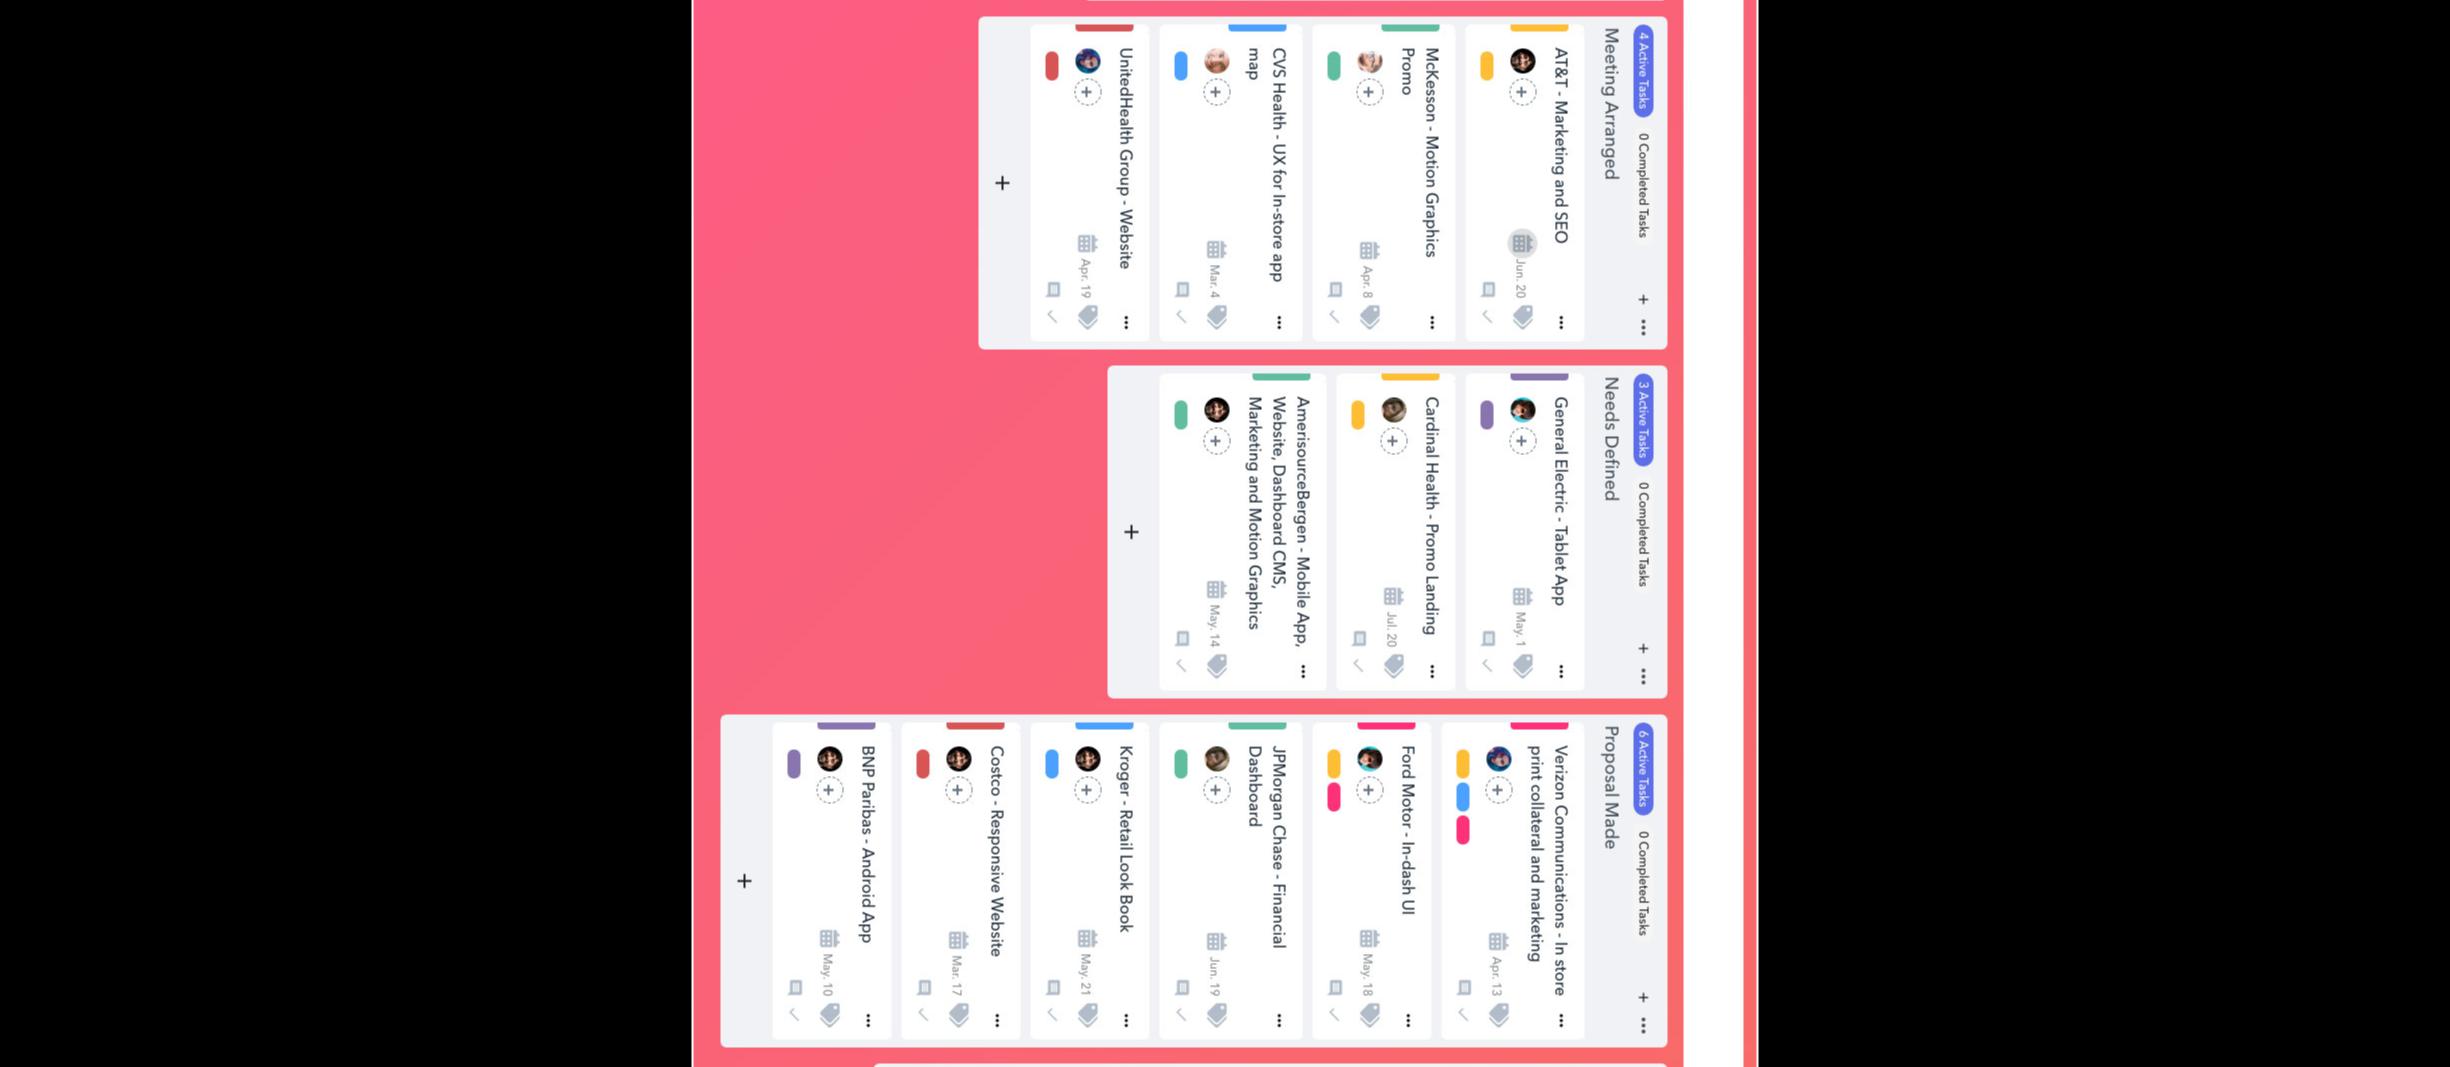 4 Active Tasks
0 Completed Tasks
+
Meeting Arranged
AT&T - Marketing and SEO
Jun. 20
McKesson - Motion Graphics
Promo
Apr. 8
CVS Health - UX for In-store app
map
Mar. 4
UnitedHealth Group - Website
Apr. 19
+
3 Active Tasks
0 Completed Tasks
+
Needs Defined
General Electric - Tablet App
May. 1
Cardinal Health - Promo Landing
Jul. 20
AmerisourceBergen - Mobile App,
Website, Dashboard CMS,
Marketing and Motion Graphics
May. 14
+
6 Active Tasks
0 Completed Tasks
+
Proposal Made
Verizon Communications - In store
print collateral and marketing
Apr. 13
Ford Motor - In-dash UI
May. 18
JPMorgan Chase - Financial
Dashboard
Jun. 19
Kroger - Retail Look Book
May. 21
Costco - Responsive Website
Mar. 17
BNP Paribas - Android App
May. 10
+